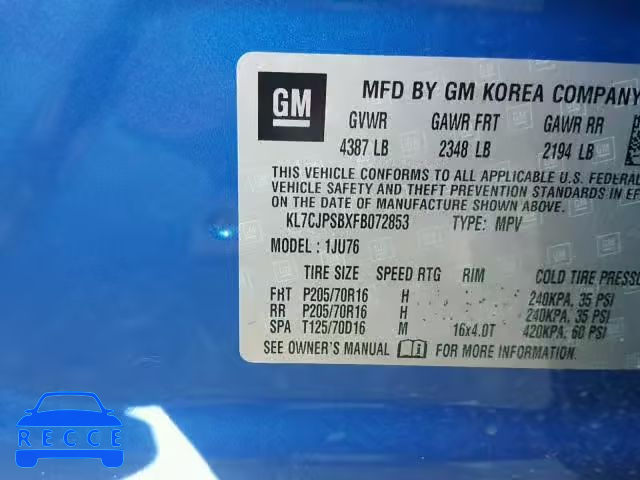 GM
MFD BY GM KOREA COMPANY
GVWR GAWR FRT GAWR RR
4387 LB 2348 LB 2194 LB
THIS VEHICLE CONFORMS TO ALL APPLICABLE U.S. FEDERAL
VEHICLE SAFETY AND THEFT PREVENTION STANDARDS IN EFFE
DATE OF MANUFACTURE SHOWN ABOVE.
KL7CJPSBXFB072853 TYPE: MPV
MODEL: 1JU76
TIRE SIZE SPEED RTG RIM COLD TIRE PRESSU
FRT P205/70R16 H 240KPA, 35 PSI
RR P205/70R16 H 240KPA, 35 PSI
SPA T125/70D16 M 16x4.0T 420KPA, 60 PSI
SEE OWNER'S MANUAL FOR MORE INFORMATION.
RECCE